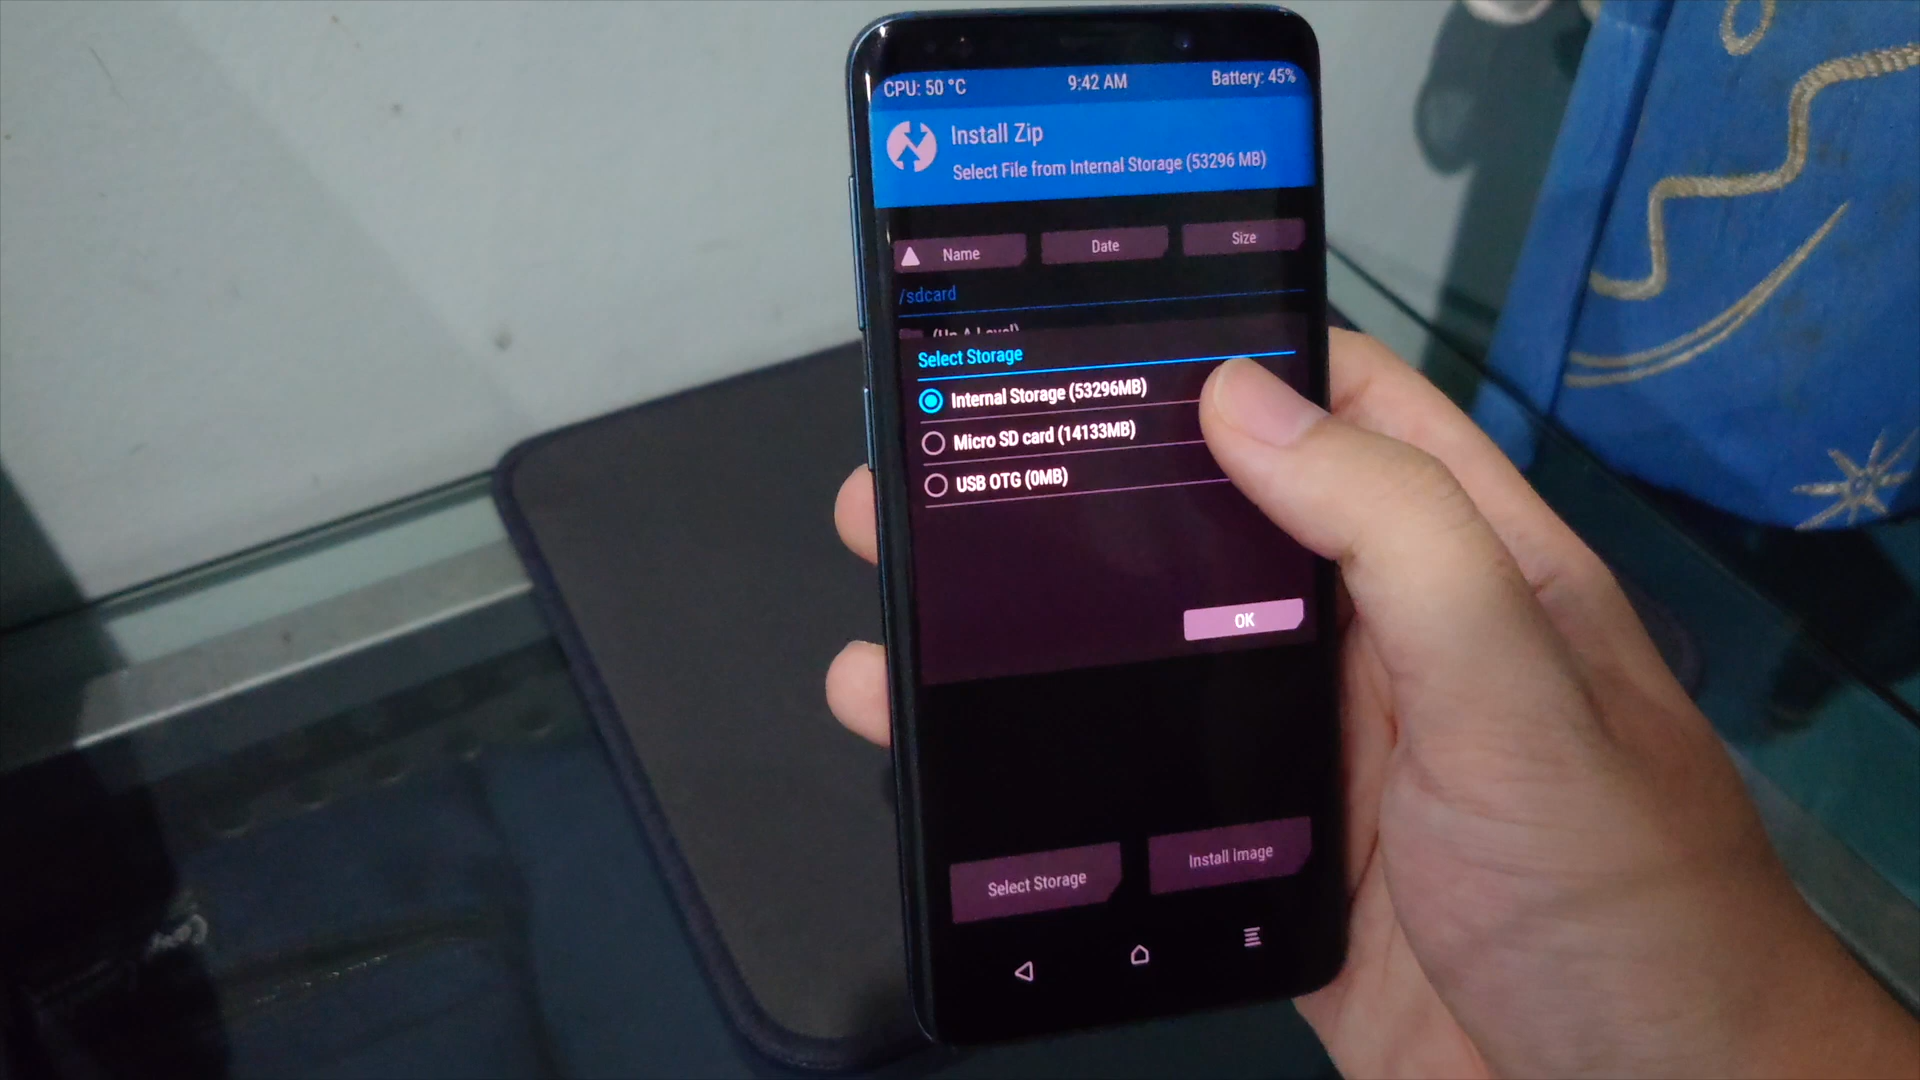 CPU: 50 °C 9:42 AM Battery: 45%
Install Zip
Select File from Internal Storage (53296 MB)
Name Date Size
/sdcard
(Up A Level)
Select Storage
Internal Storage (53296MB)
Micro SD card (14133MB)
USB OTG (0MB)
OK
Select Storage Install Image